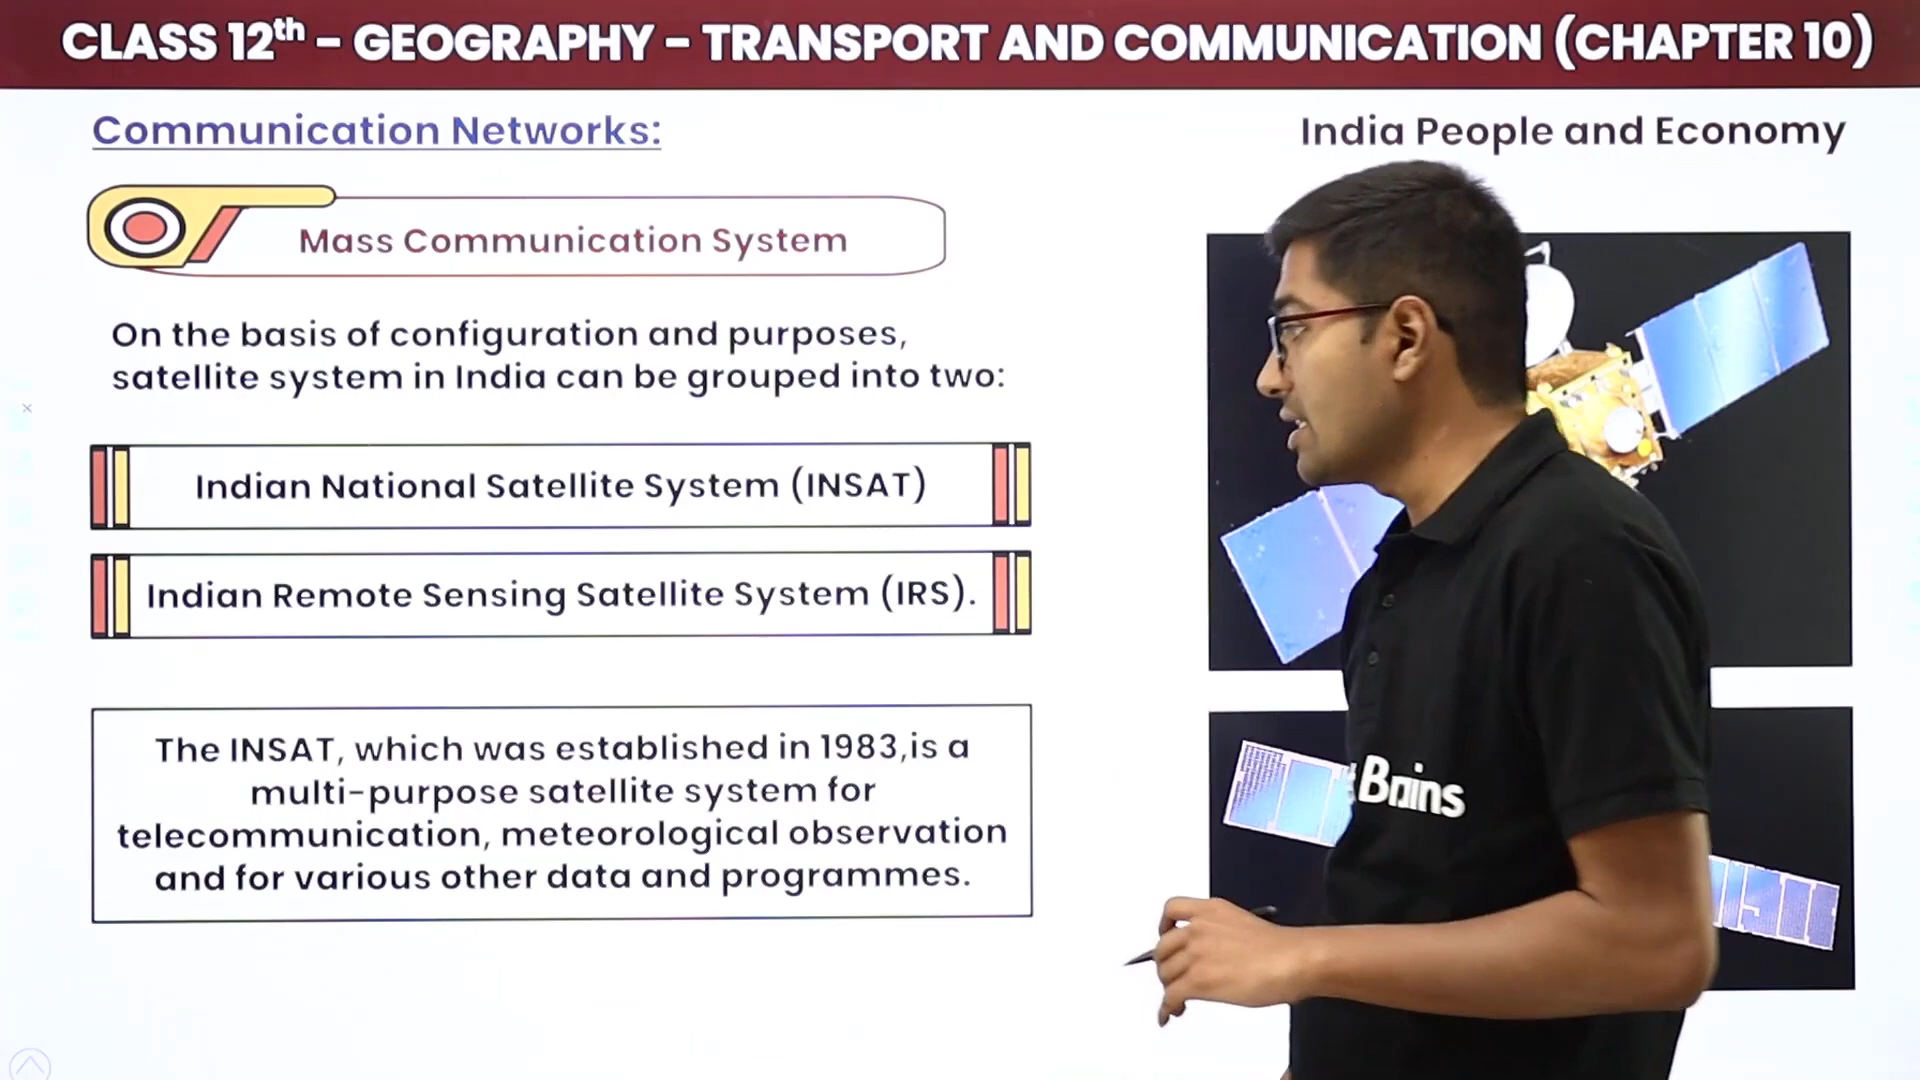 CLASS 12th - GEOGRAPHY - TRANSPORT AND COMMUNICATION (CHAPTER 10)
Communication Networks:
India People and Economy
Mass Communication System
On the basis of configuration and purposes,
satellite system in India can be grouped into two:
Indian National Satellite System (INSAT)
Indian Remote Sensing Satellite System (IRS).
The INSAT, which was established in 1983,is a
multi-purpose satellite system for
telecommunication, meteorological observation
and for various other data and programmes.
Brains